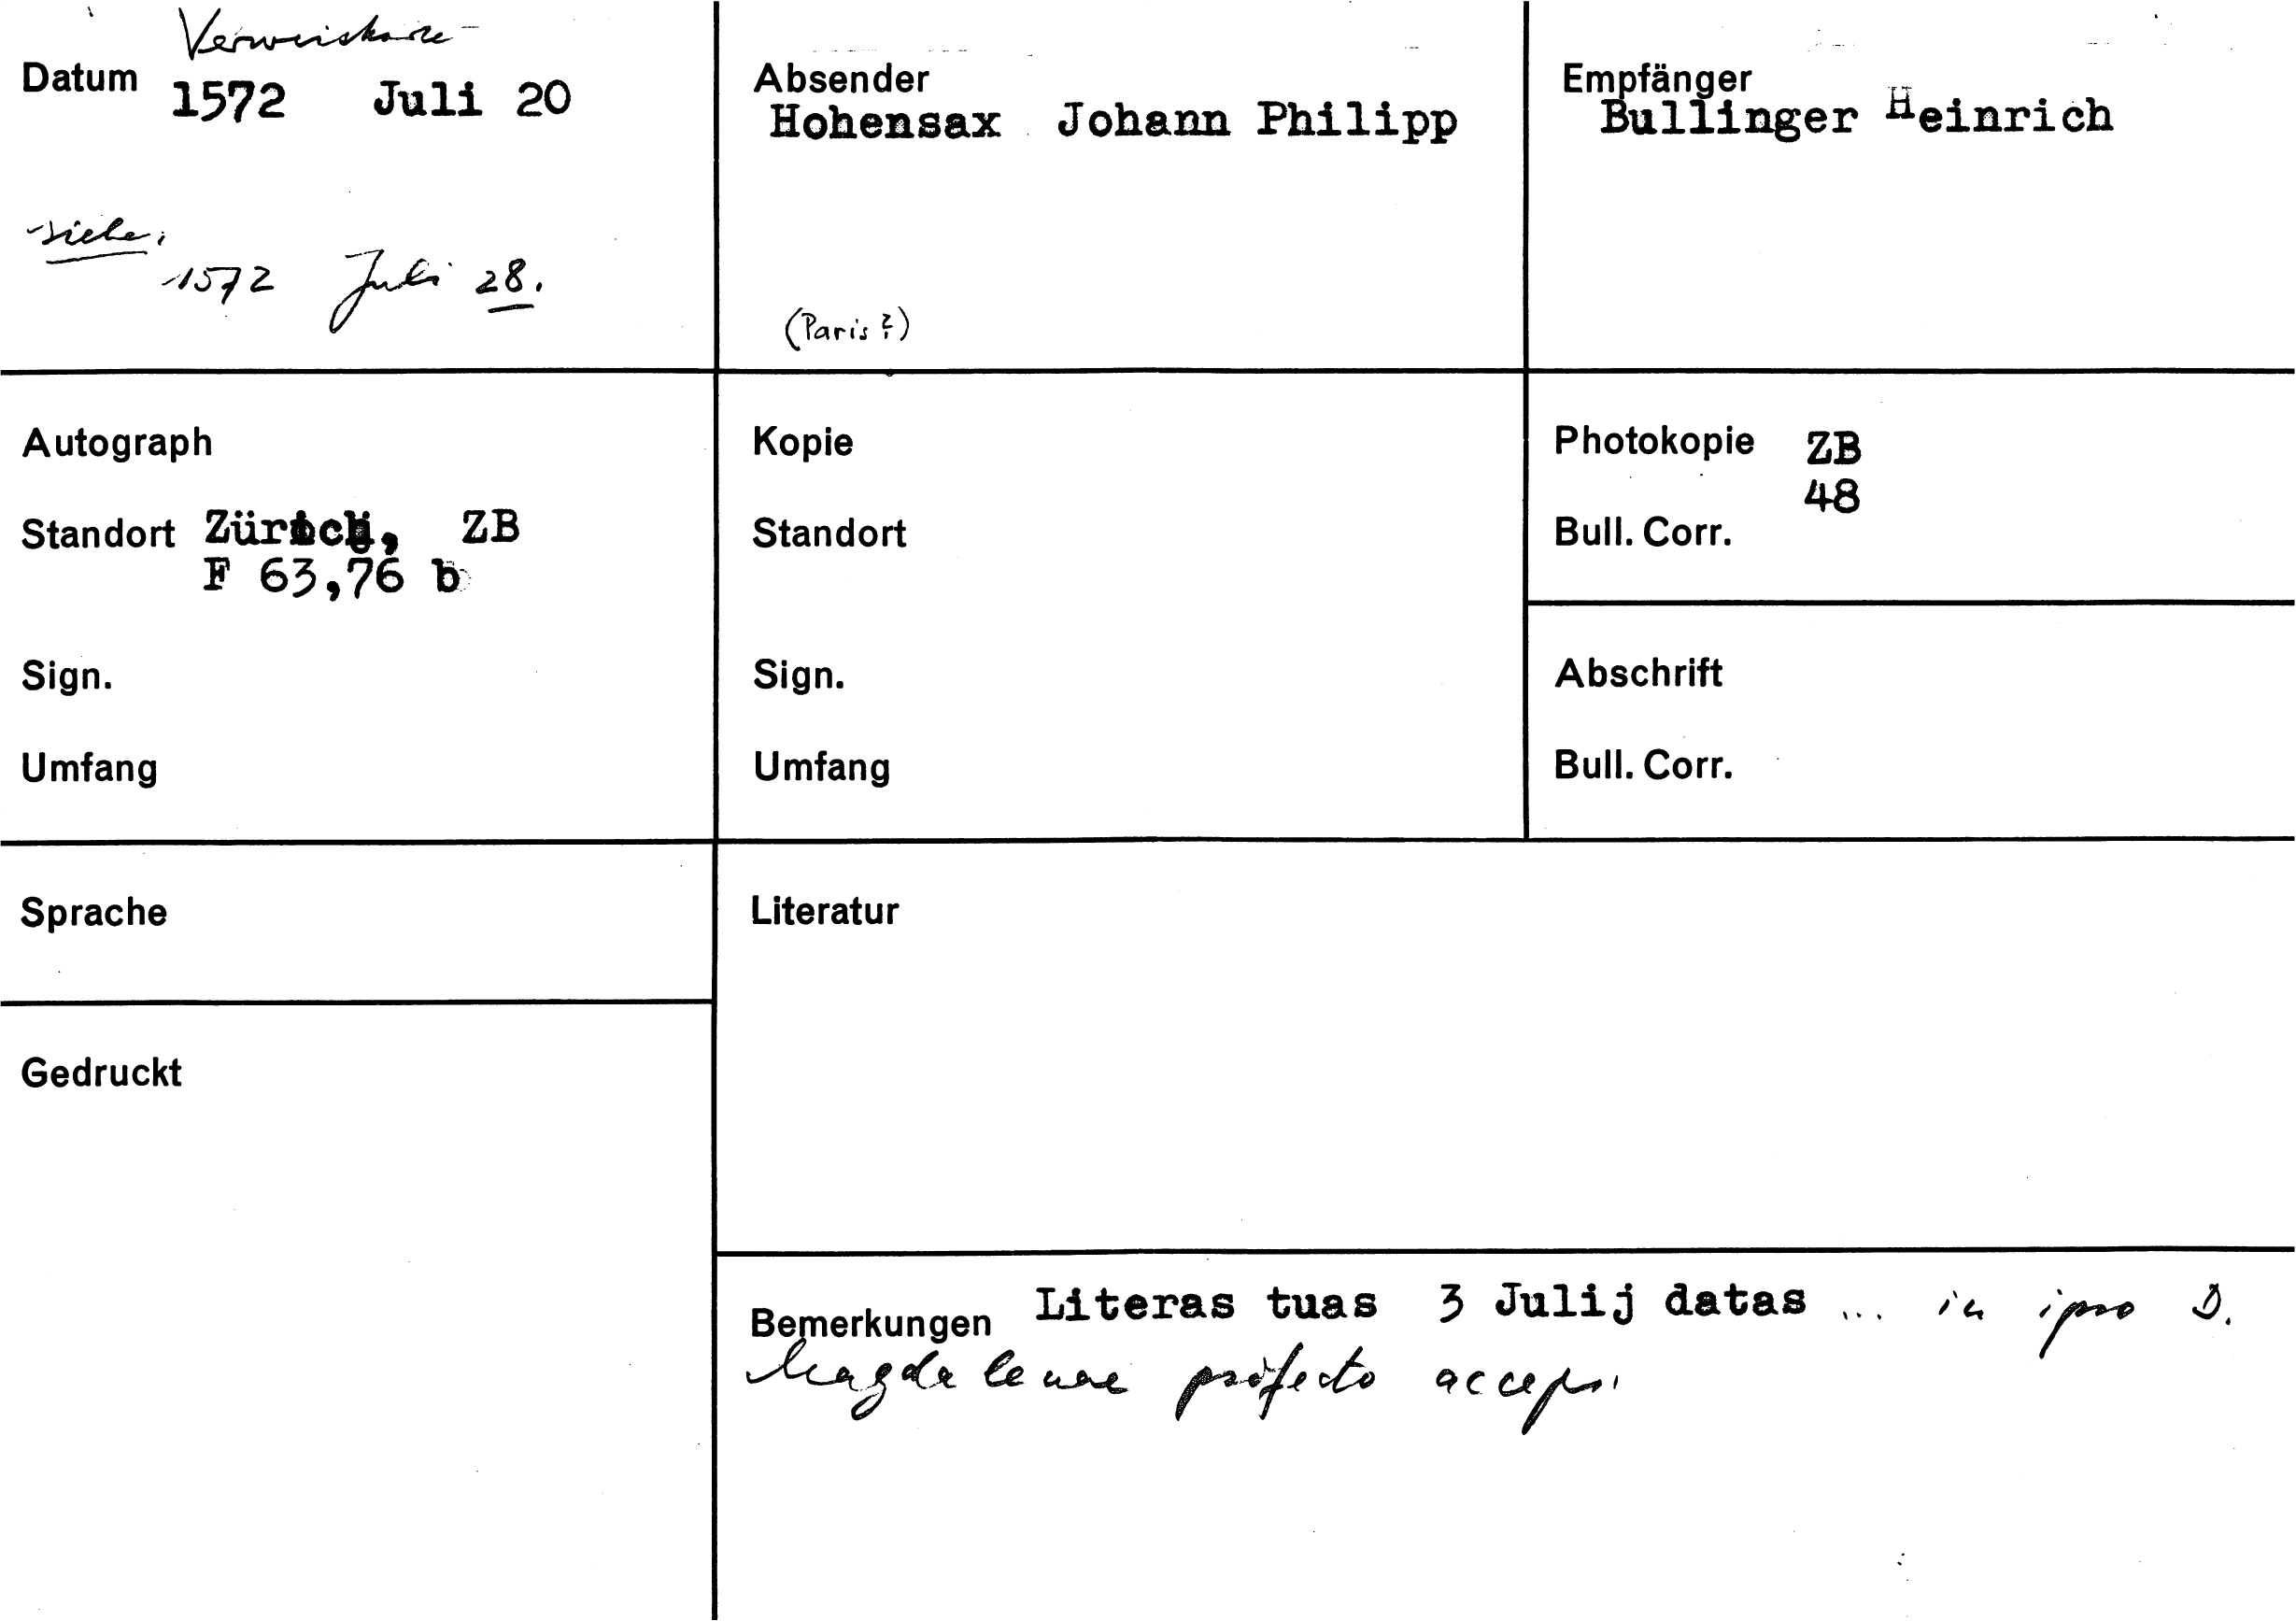 Verweiskarte
Datum 1572 Juli 20
siehe:
1572 Juli 28.
Absender
Hohensax Johann Philipp
(Paris?)
Empfänger
Bullinger Heinrich
Autograph
Standort Zürich, ZB
F 63,76 b
Sign.
Umfang
Kopie
Standort
Sign.
Umfang
Photokopie ZB
48
Bull. Corr.
Abschrift
Bull. Corr.
Sprache
Gedruckt
Literatur
Bemerkungen Literas tuas 3 Julij datas ... in ipso D.
Magdalenae profecto accepi